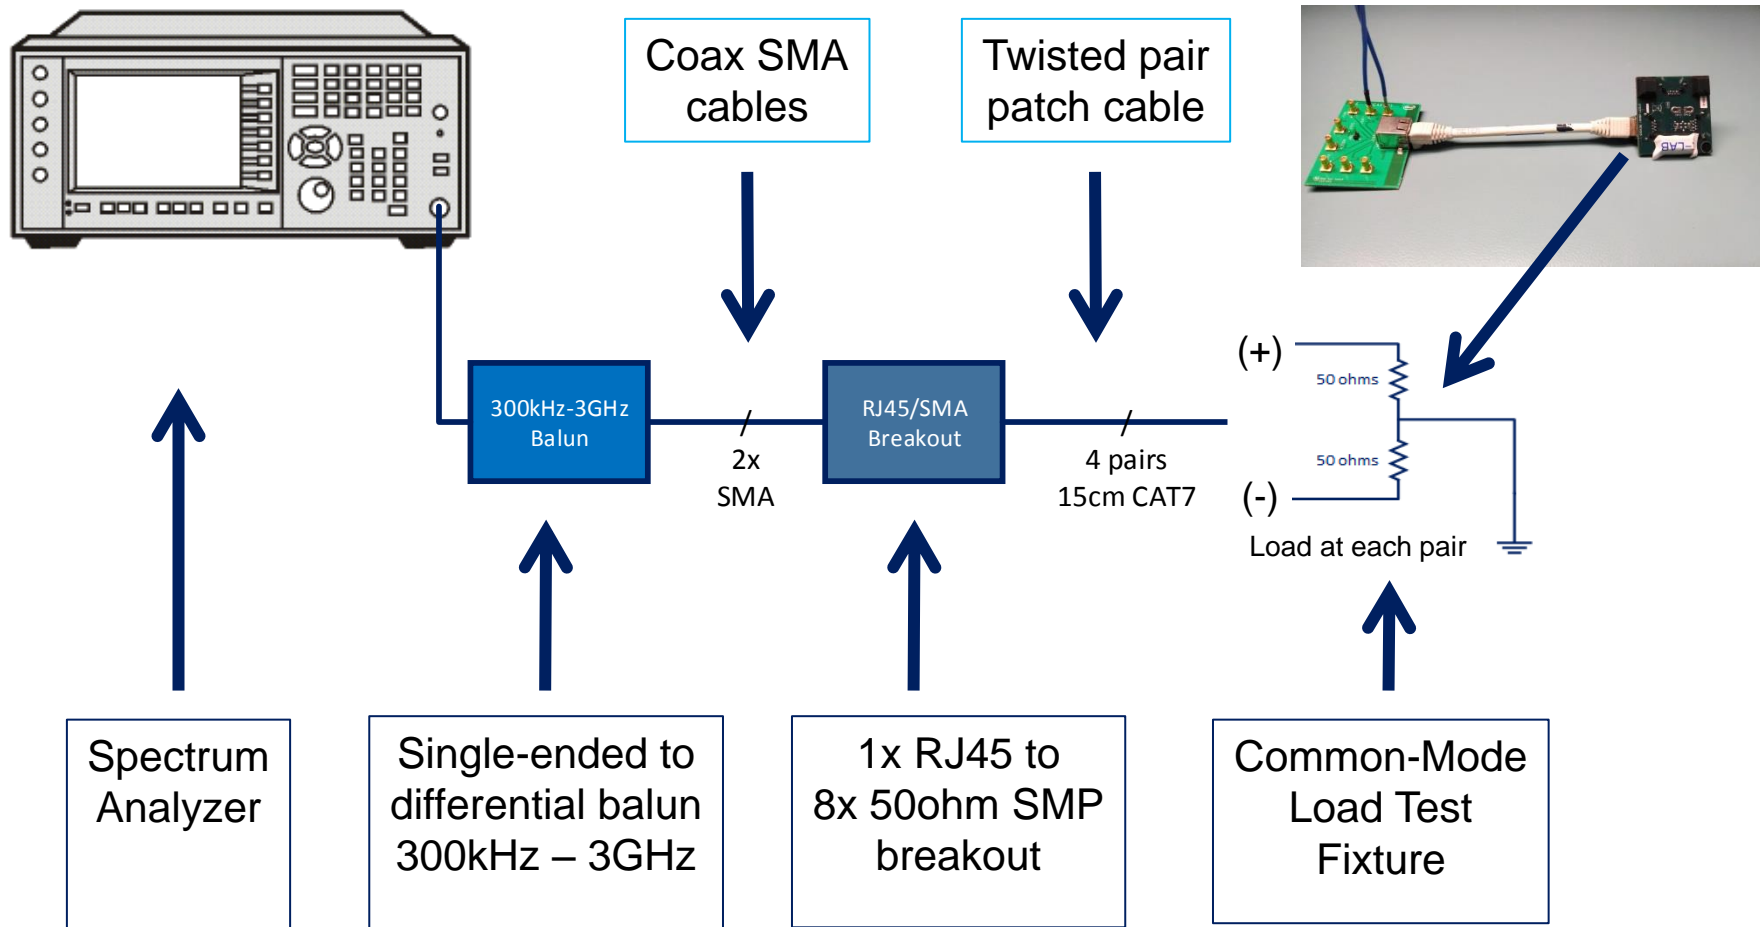 Coax SMA
cables
Twisted pair
patch cable
-LAB
300kHz-3GHz
Balun
2x
SMA
RJ45/SMA
Breakout
4 pairs
15cm CAT7
(+)
50 ohms
50 ohms
(-)
Load at each pair
Spectrum
Analyzer
Single-ended to
differential balun
300kHz – 3GHz
1x RJ45 to
8x 50ohm SMP
breakout
Common-Mode
Load Test
Fixture